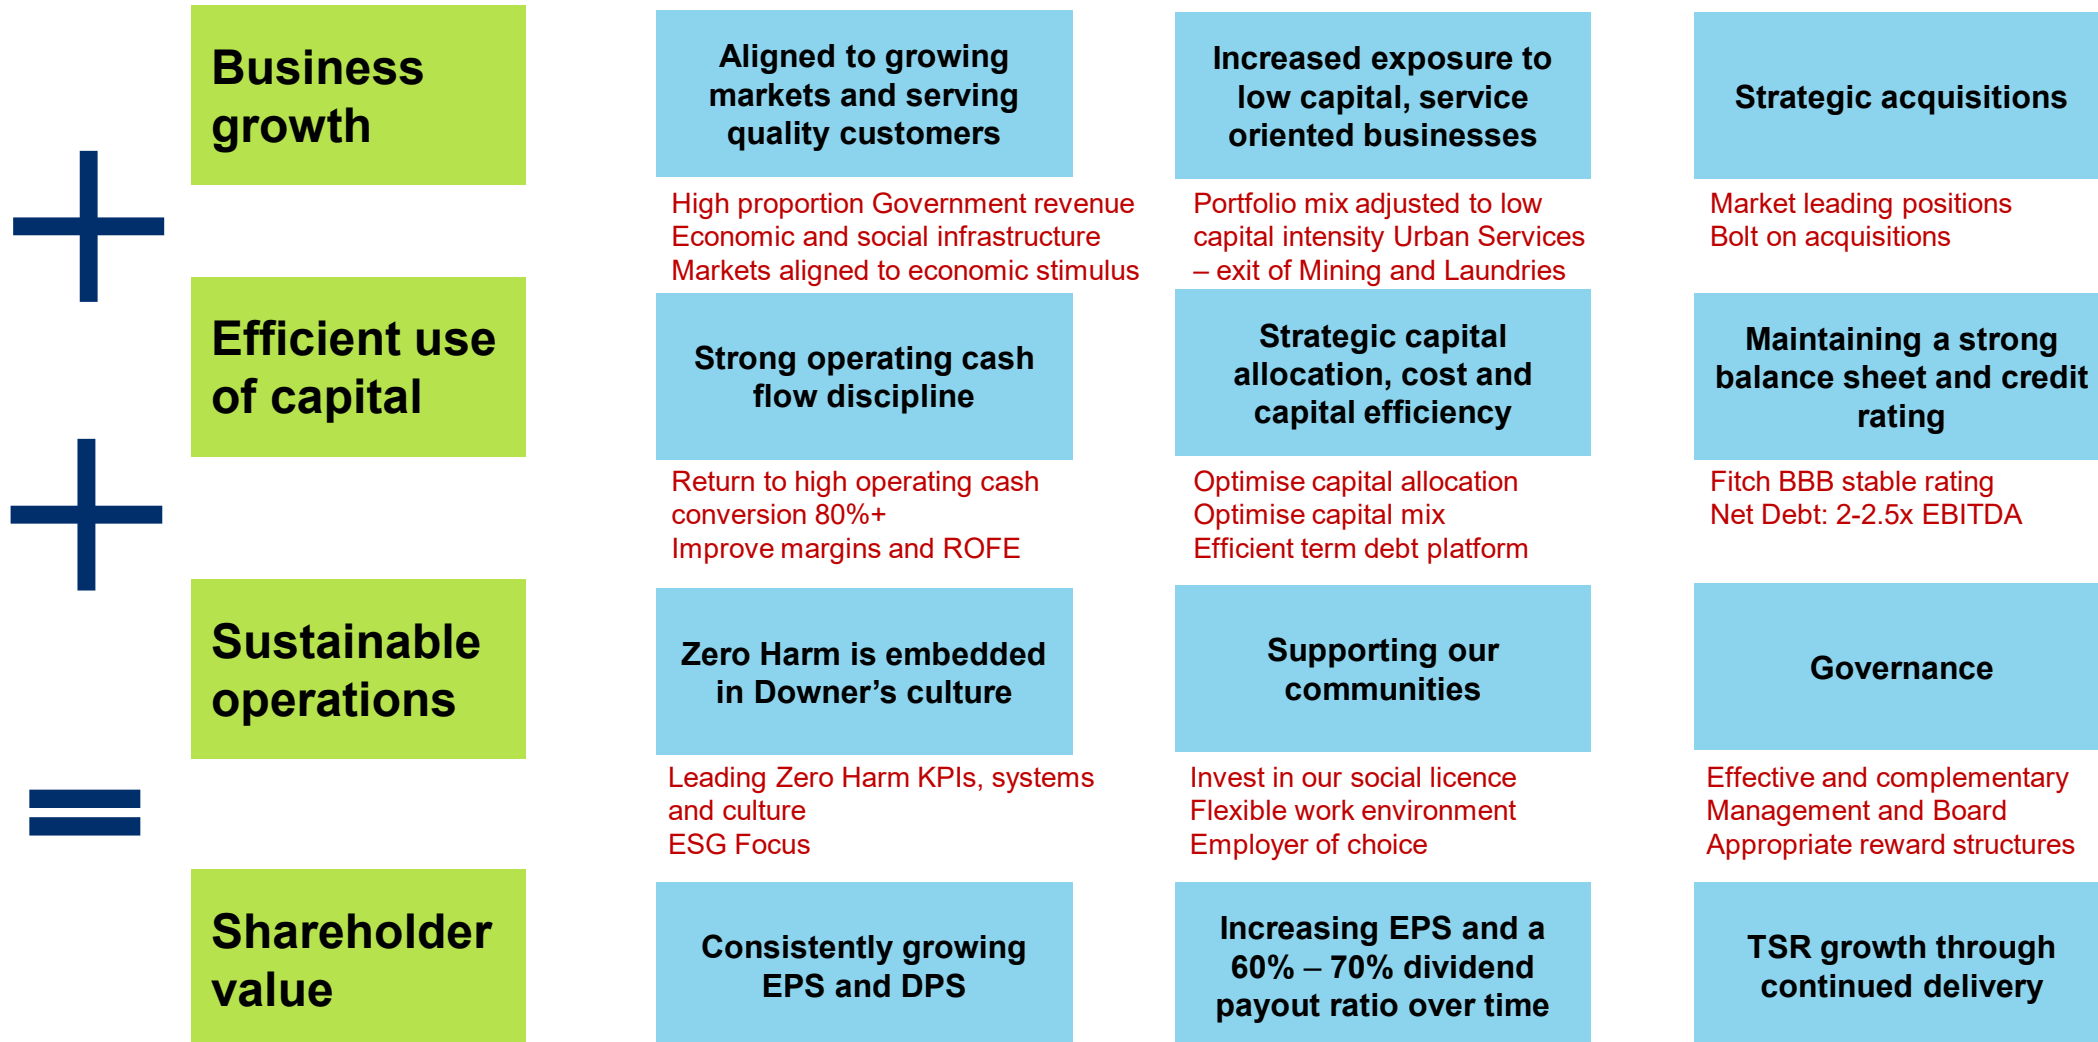 Business
growth
Aligned to growing
markets and serving
quality customers
Increased exposure to
low capital, service
oriented businesses
Strategic acquisitions
High proportion Government revenue
Economic and social infrastructure
Markets aligned to economic stimulus
Portfolio mix adjusted to low
capital intensity Urban Services
– exit of Mining and Laundries
Market leading positions
Bolt on acquisitions
+
Efficient use
of capital
Strong operating cash
flow discipline
Strategic capital
allocation, cost and
capital efficiency
Maintaining a strong
balance sheet and credit
rating
Return to high operating cash
conversion 80%+
Improve margins and ROFE
Optimise capital allocation
Optimise capital mix
Efficient term debt platform
Fitch BBB stable rating
Net Debt: 2-2.5x EBITDA
+
Sustainable
operations
Zero Harm is embedded
in Downer’s culture
Supporting our
communities
Governance
Leading Zero Harm KPIs, systems
and culture
ESG Focus
Invest in our social licence
Flexible work environment
Employer of choice
Effective and complementary
Management and Board
Appropriate reward structures
=
Shareholder
value
Consistently growing
EPS and DPS
Increasing EPS and a
60% – 70% dividend
payout ratio over time
TSR growth through
continued delivery